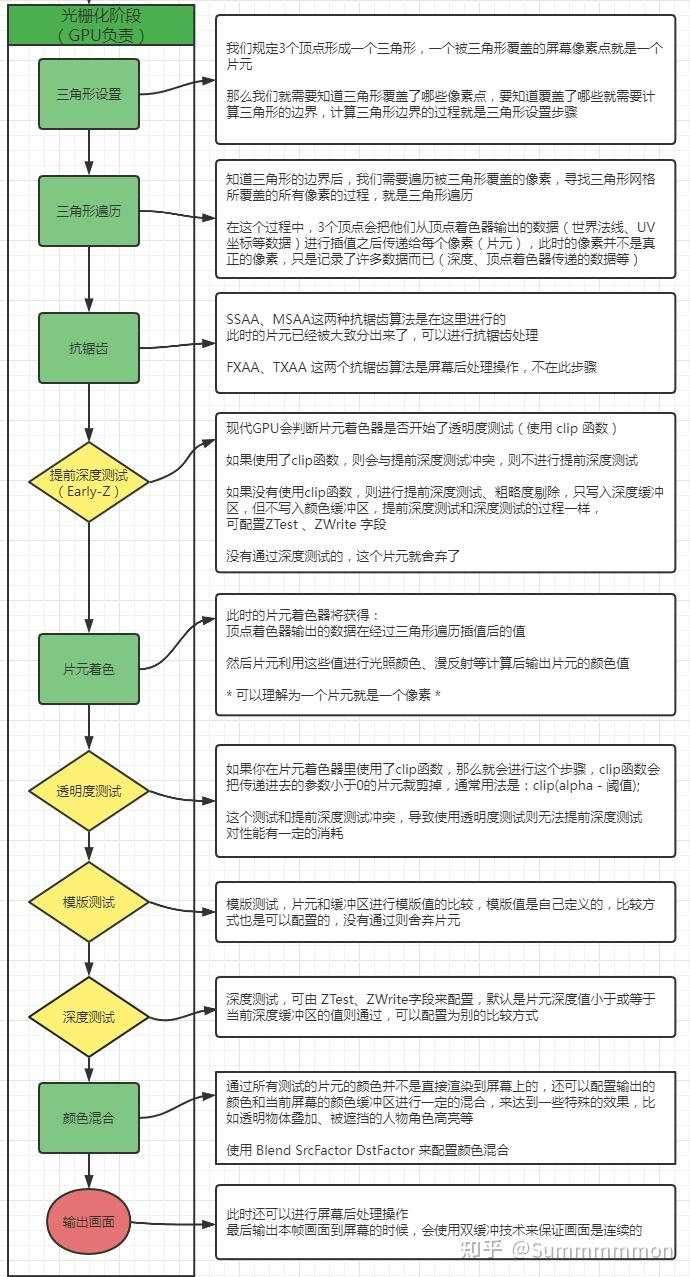 光栅化阶段
（GPU负责）
三角形设置
我们规定3个顶点形成一个三角形，一个被三角形覆盖的屏幕像素点就是一个
片元
那么我们就需要知道三角形覆盖了哪些像素点，要知道覆盖了哪些就需要计
算三角形的边界，计算三角形边界的过程就是三角形设置步骤
三角形遍历
知道三角形的边界后，我们需要遍历被三角形覆盖的像素，寻找三角形网格
所覆盖的所有像素的过程，就是三角形遍历
在这个过程中，3个顶点会把他们从顶点着色器输出的数据（世界法线、UV
坐标等数据）进行插值之后传递给每个像素（片元），此时的像素并不是真
正的像素，只是记录了许多数据而已（深度、顶点着色器传递的数据等）
抗锯齿
SSAA、MSAA这两种抗锯齿算法是在这里进行的
此时的片元已经被大致分出来了，可以进行抗锯齿处理
FXAA、TXAA 这两个抗锯齿算法是屏幕后处理操作，不在此步骤
提前深度测试
（Early-Z）
现代GPU会判断片元着色器是否开始了透明度测试（使用 clip 函数）
如果使用了clip函数，则会与提前深度测试冲突，则不进行提前深度测试
如果没有使用clip函数，则进行提前深度测试、粗略度剔除，只写入深度缓冲
区，但不写入颜色缓冲区，提前深度测试和深度测试的过程一样，
可配置ZTest 、ZWrite 字段
没有通过深度测试的，这个片元就舍弃了
片元着色
此时的片元着色器将获得：
顶点着色器输出的数据在经过三角形遍历插值后的值
然后片元利用这些值进行光照颜色、漫反射等计算后输出片元的颜色值
* 可以理解为一个片元就是一个像素 *
透明度测试
如果你在片元着色器里使用了clip函数，那么就会进行这个步骤，clip函数会
把传递进去的参数小于0的片元裁剪掉，通常用法是：clip(alpha - 阈值);
这个测试和提前深度测试冲突，导致使用透明度测试则无法提前深度测试
对性能有一定的消耗
模版测试
模版测试，片元和缓冲区进行模版值的比较，模版值是自己定义的，比较方
式也是可以配置的，没有通过则舍弃片元
深度测试
深度测试，可由 ZTest、ZWrite字段来配置，默认是片元深度值小于或等于
当前深度缓冲区的值则通过，可以配置为别的比较方式
颜色混合
通过所有测试的片元的颜色并不是直接渲染到屏幕上的，还可以配置输出的
颜色和当前屏幕的颜色缓冲区进行一定的混合，来达到一些特殊的效果，比
如透明物体叠加、被遮挡的人物角色高亮等
使用 Blend SrcFactor DstFactor 来配置颜色混合
输出画面
此时还可以进行屏幕后处理操作
最后输出本帧画面到屏幕的时候，会使用双缓冲技术来保证画面是连续的
知乎 @Summmmmon